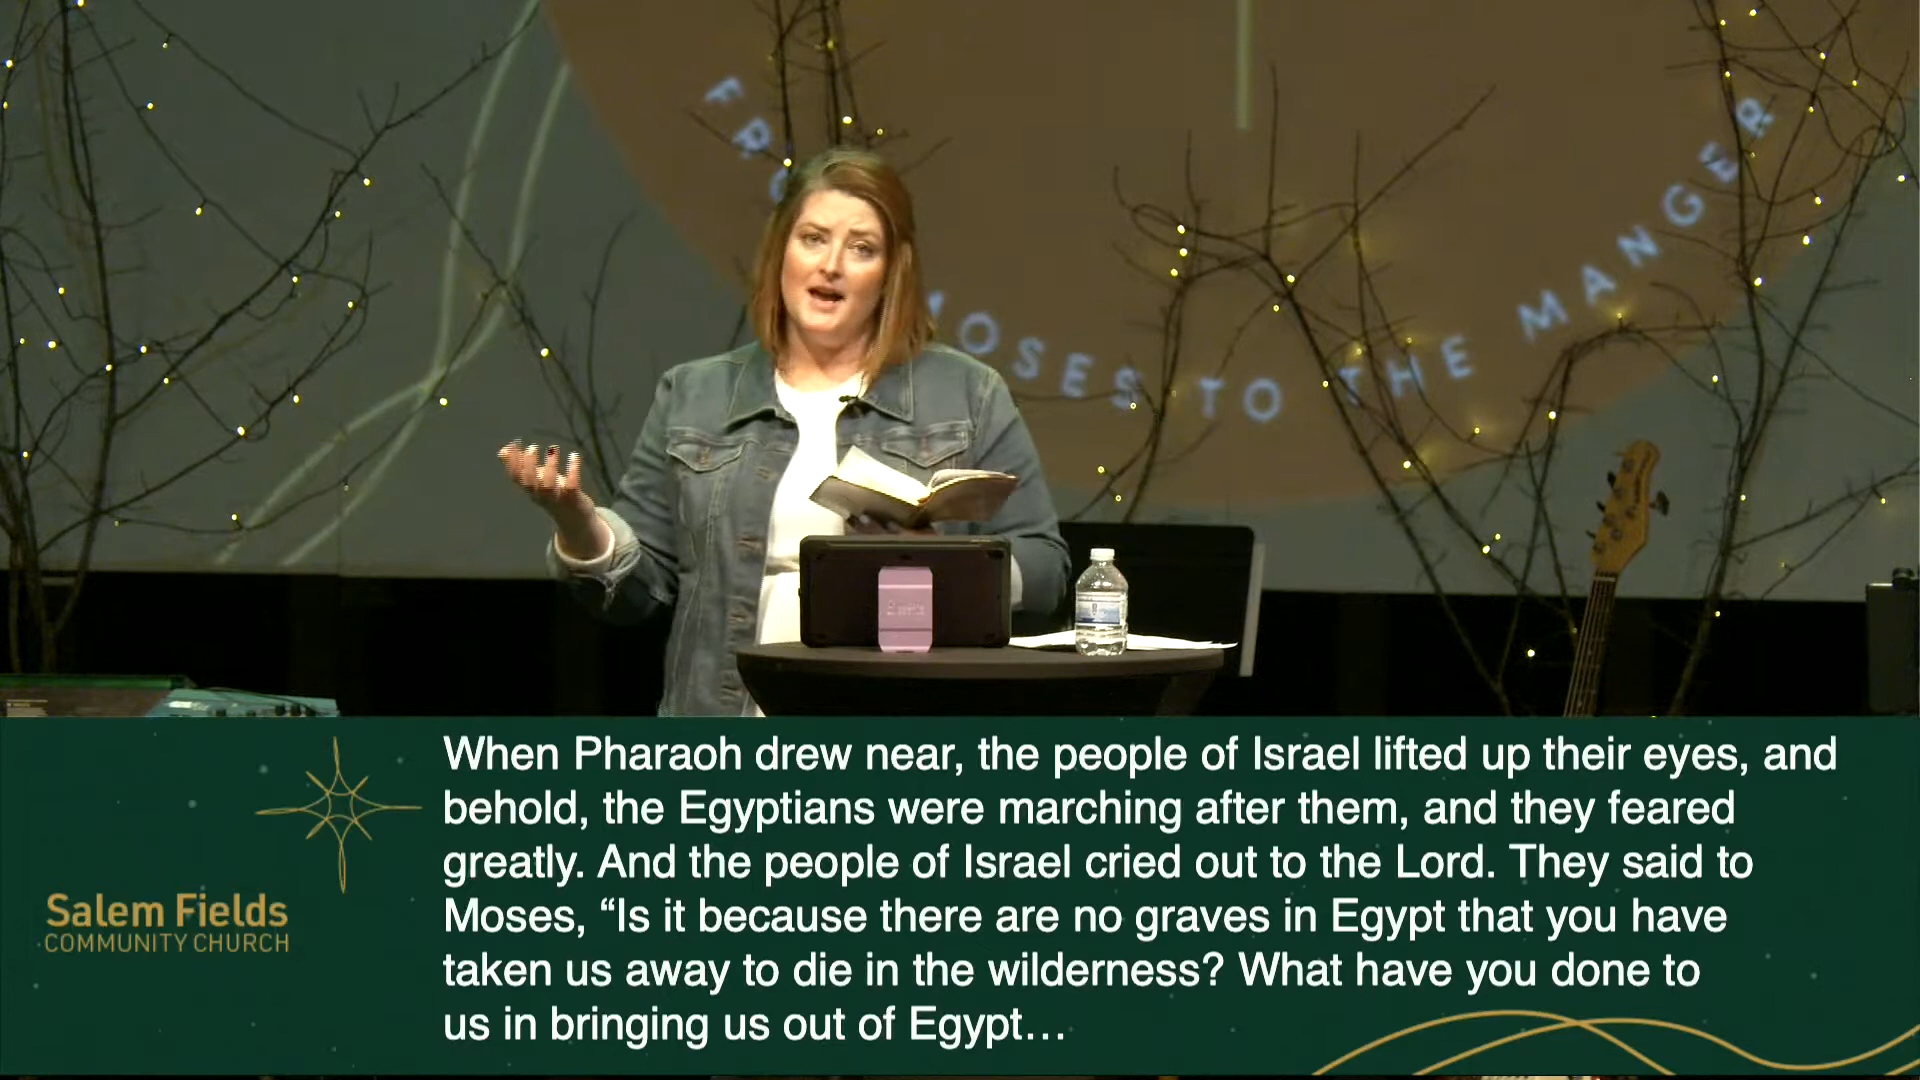 FROM MOSES TO THE MANGER
When Pharaoh drew near, the people of Israel lifted up their eyes, and
behold, the Egyptians were marching after them, and they feared
greatly. And the people of Israel cried out to the Lord. They said to
Moses, “Is it because there are no graves in Egypt that you have
taken us away to die in the wilderness? What have you done to
us in bringing us out of Egypt…
Salem Fields
COMMUNITY CHURCH